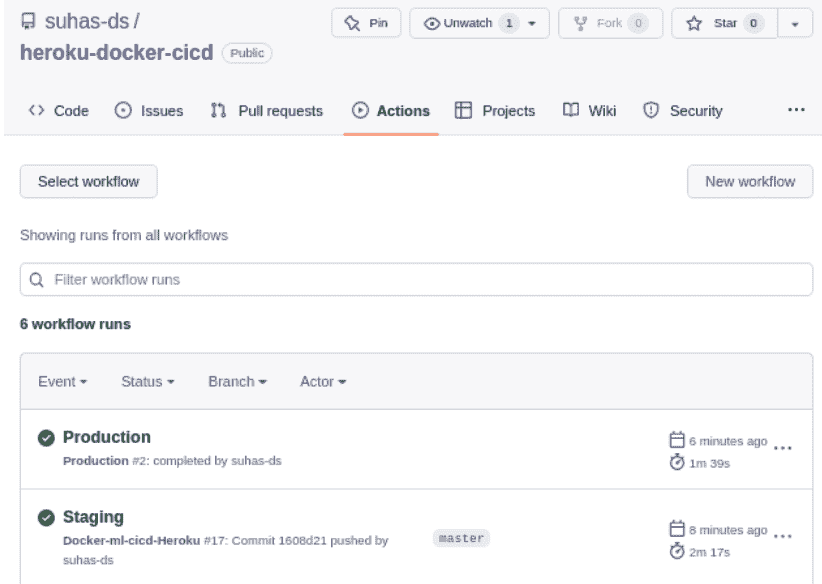 suhas-ds /
Pin
Unwatch 1
Fork 0
Star 0
heroku-docker-cicd Public
Code
Issues
Pull requests
Actions
Projects
Wiki
Security
...
Select workflow
New workflow
Showing runs from all workflows
Filter workflow runs
6 workflow runs
Event
Status
Branch
Actor
Production
Production #2: completed by suhas-ds
6 minutes ago
...
1m 39s
Staging
Docker-ml-cicd-Heroku #17: Commit 1608d21 pushed by
suhas-ds
master
8 minutes ago
...
2m 17s